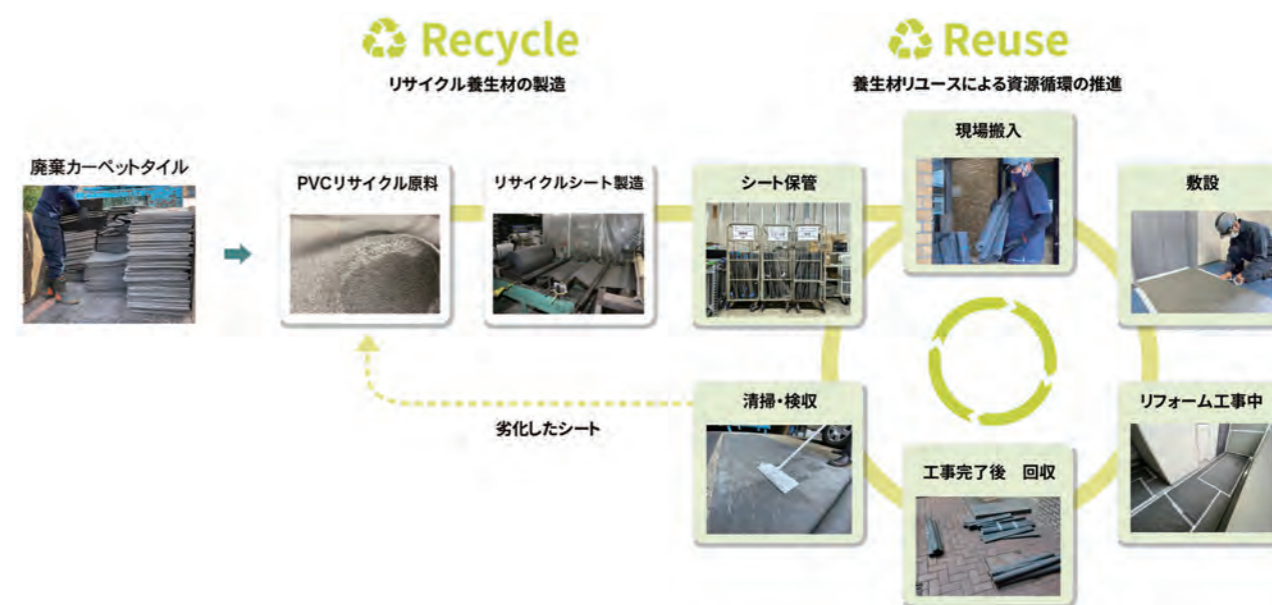 Recycle
リサイクル養生材の製造
Reuse
養生材リユースによる資源循環の推進
廃棄カーペットタイル
PVCリサイクル原料
リサイクルシート製造
シート保管
現場搬入
敷設
リフォーム工事中
工事完了後　回収
清掃・検収
劣化したシート